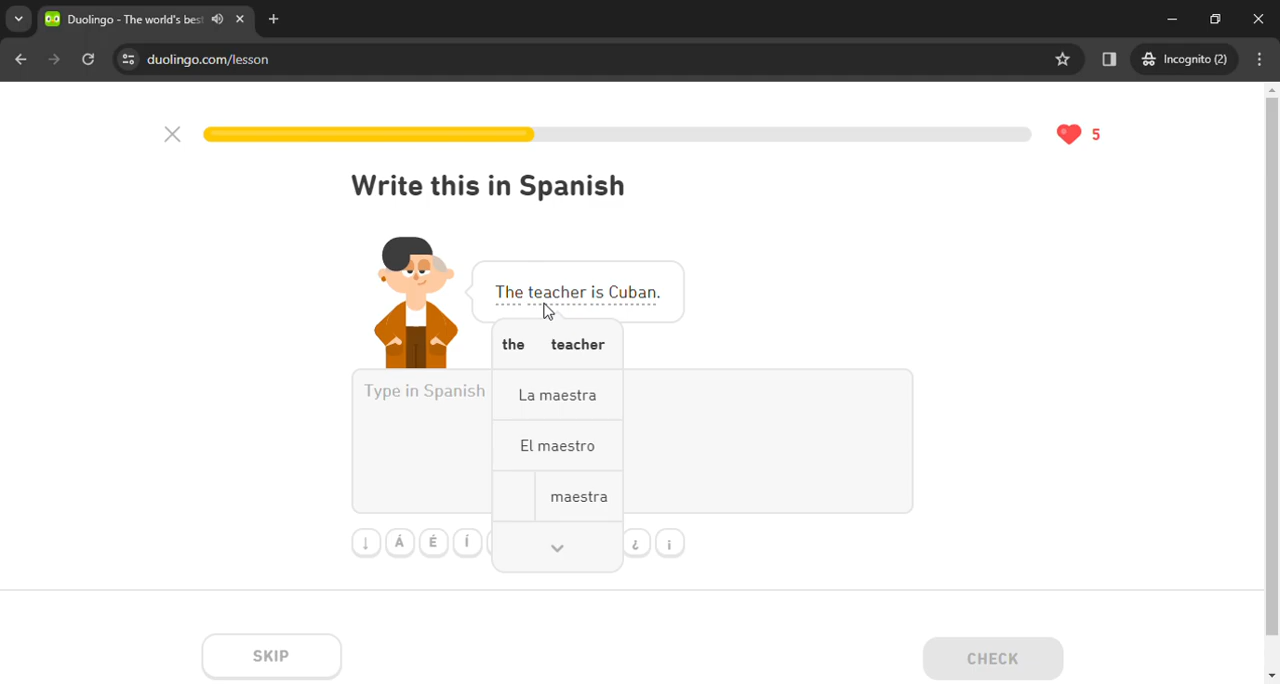 Duolingo - The world's bes
duolingo.com/lesson
Incognito (2)
5
Write this in Spanish
The teacher is Cuban.
the teacher
Type in Spanish
La maestra
El maestro
maestra
↓ Á É Í ¿ ¡
SKIP
CHECK